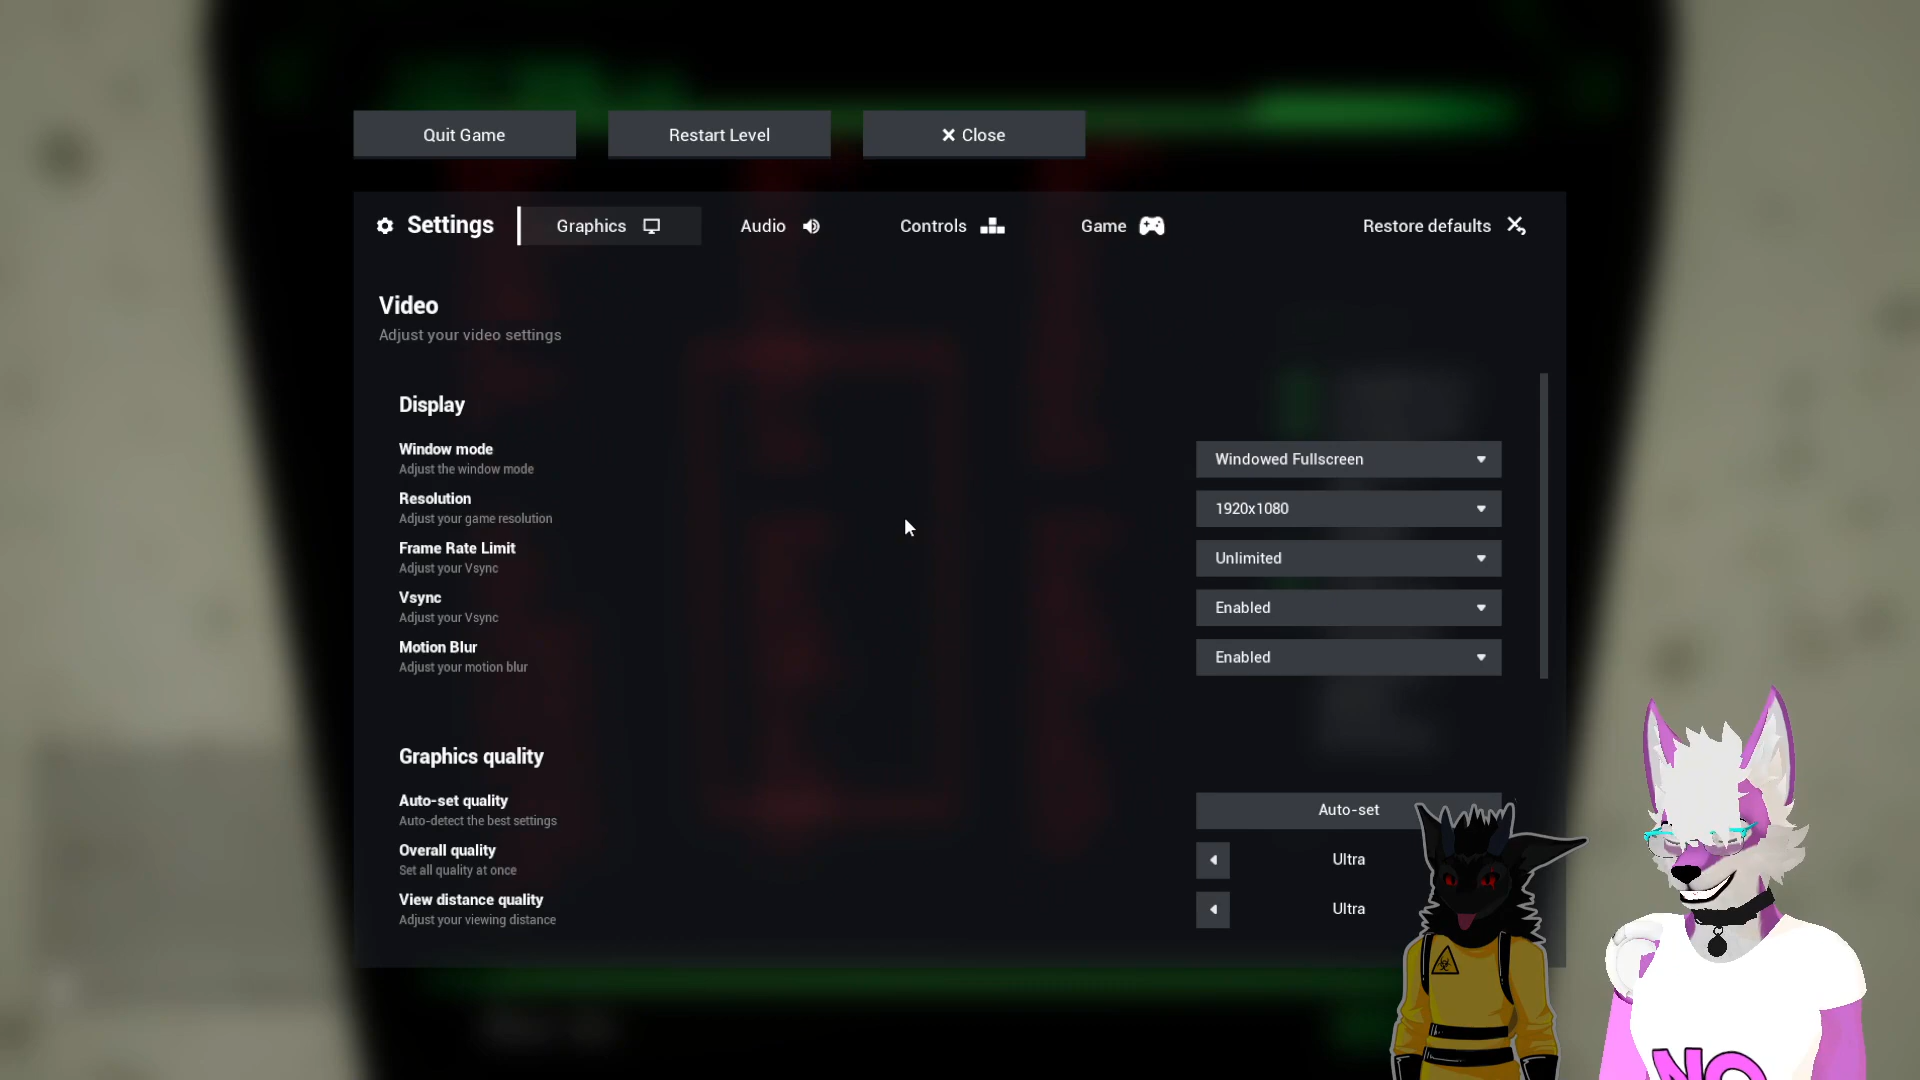 Quit Game
Restart Level
Close
Settings
Graphics
Audio
Controls
Game
Restore defaults
Video
Adjust your video settings
Display
Window mode
Adjust the window mode
Windowed Fullscreen
Resolution
Adjust your game resolution
1920x1080
Frame Rate Limit
Adjust your Vsync
Unlimited
Vsync
Adjust your Vsync
Enabled
Motion Blur
Adjust your motion blur
Enabled
Graphics quality
Auto-set quality
Auto-detect the best settings
Auto-set
Overall quality
Set all quality at once
Ultra
View distance quality
Adjust your viewing distance
Ultra
NO